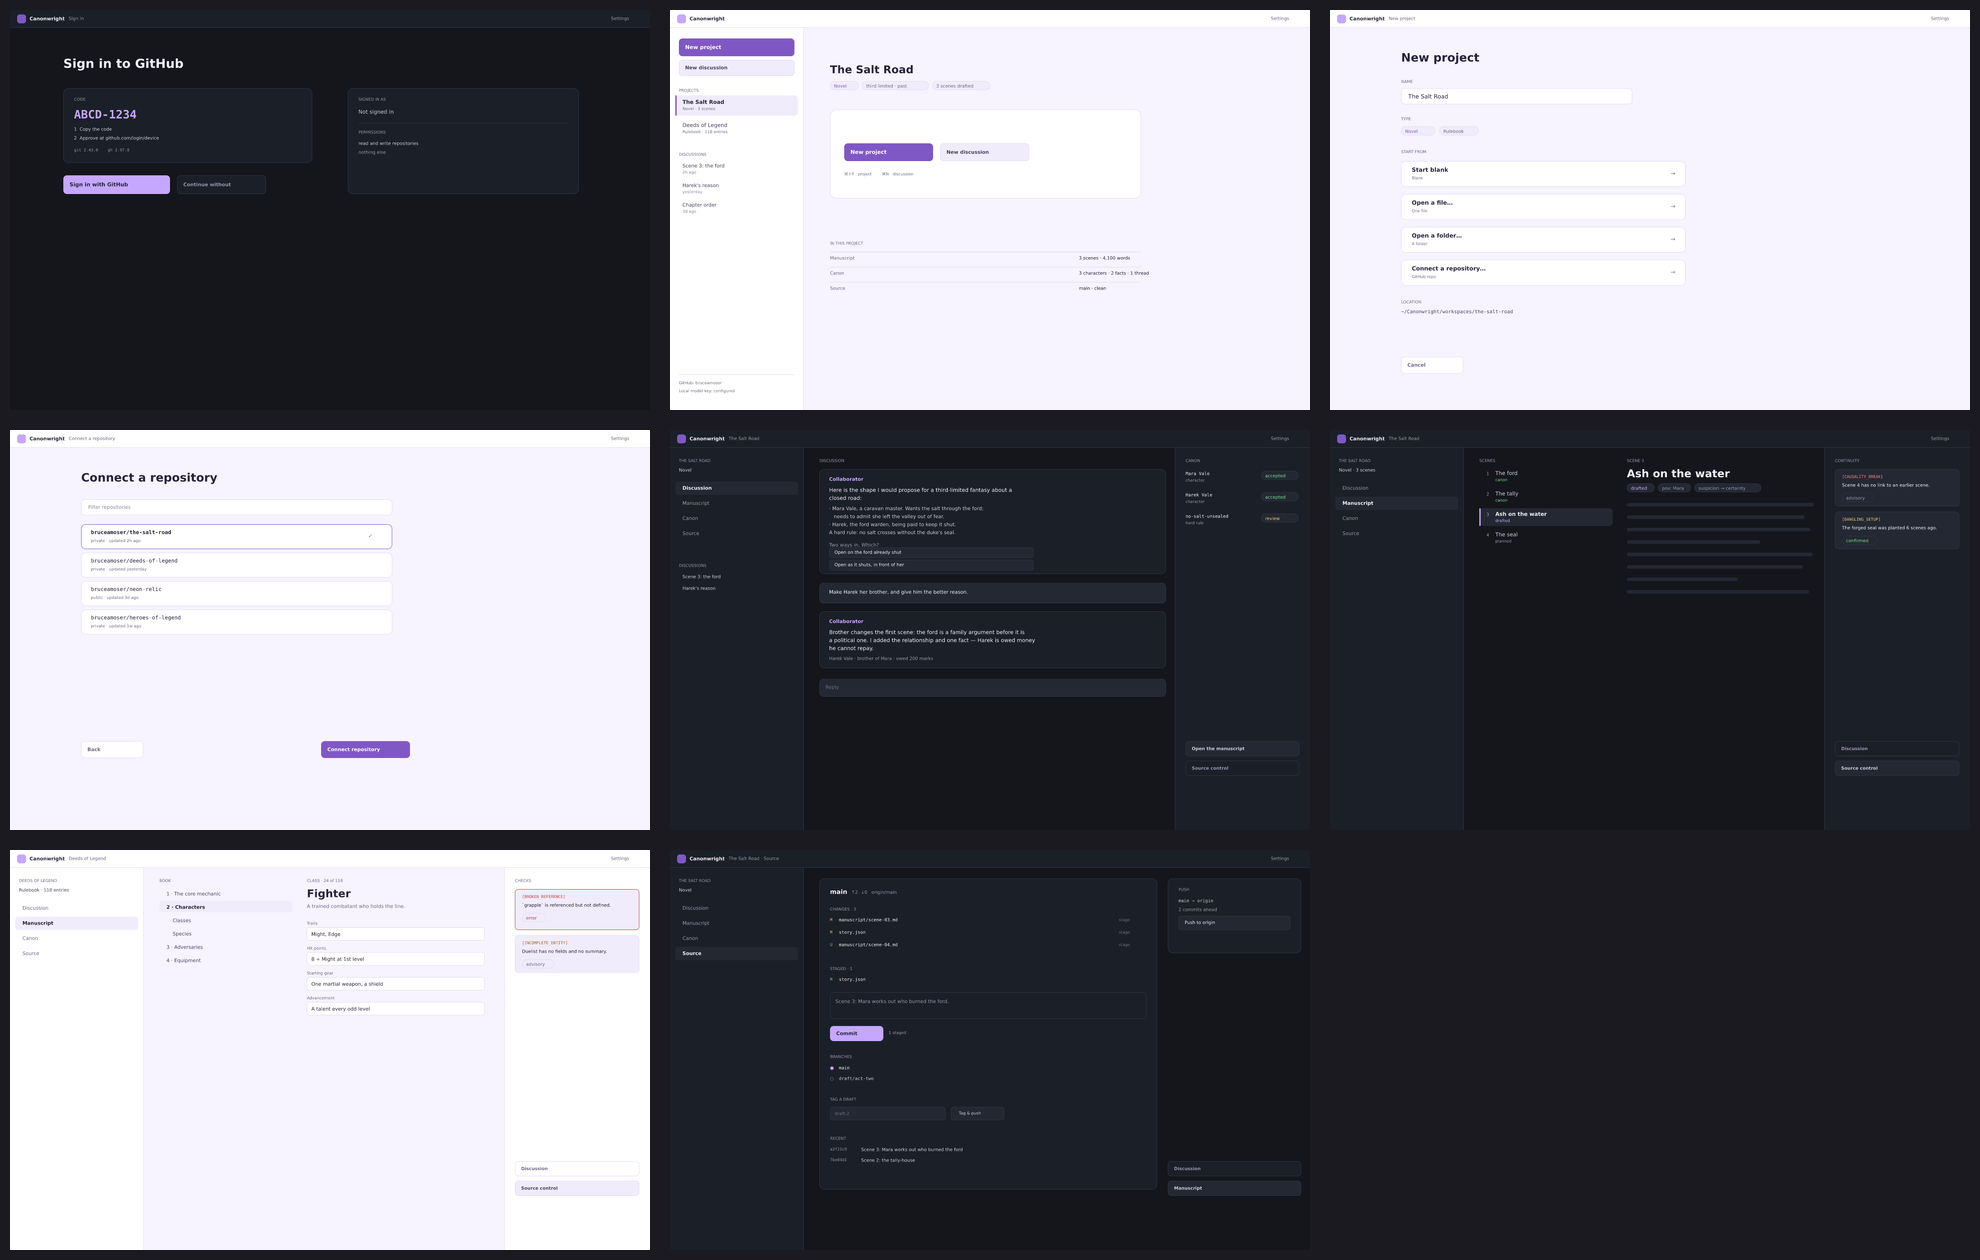 Canonwright Sign in Settings
Sign in to GitHub
CODE
ABCD-1234
1 Copy the code
2 Approve at github.com/login/device
git 2.43.0 gh 2.67.0
Sign in with GitHub
Continue without
SIGNED IN AS
Not signed in
PERMISSIONS
read and write repositories
nothing else
Canonwright Settings
New project
New discussion
PROJECTS
The Salt Road
Novel · 3 scenes
Deeds of Legend
Rulebook · 118 entries
DISCUSSIONS
Scene 3: the ford
2h ago
Harek's reason
yesterday
Chapter order
3d ago
GitHub: bruceamoser
Local model key: configured
The Salt Road
Novel third limited · past 3 scenes drafted
New project
New discussion
project ⌘N discussion
IN THIS PROJECT
Manuscript 3 scenes · 4,100 words
Canon 3 characters · 2 facts · 1 thread
Source main · clean
Canonwright New project Settings
New project
NAME
The Salt Road
TYPE
Novel Rulebook
START FROM
Start blank →
Blank
Open a file… →
One file
Open a folder… →
A folder
Connect a repository… →
GitHub repo
LOCATION
~/Canonwright/workspaces/the-salt-road
Cancel
Canonwright Connect a repository Settings
Connect a repository
Filter repositories
bruceamoser/the-salt-road ✓
private · updated 2h ago
bruceamoser/deeds-of-legend
private · updated yesterday
bruceamoser/neon-relic
public · updated 3d ago
bruceamoser/heroes-of-legend
private · updated 1w ago
Back
Connect repository
Canonwright The Salt Road Settings
THE SALT ROAD
Novel
Discussion
Manuscript
Canon
Source
DISCUSSIONS
Scene 3: the ford
Harek's reason
DISCUSSION
Collaborator
Here is the shape I would propose for a third-limited fantasy about a
closed road:
· Mara Vale, a caravan master. Wants the salt through the ford;
needs to admit she left the valley out of fear.
· Harek, the ford warden, being paid to keep it shut.
A hard rule: no salt crosses without the duke's seal.
Two ways in. Which?
Open on the ford already shut
Open as it shuts, in front of her
Make Harek her brother, and give him the better reason.
Collaborator
Brother changes the first scene: the ford is a family argument before it is
a political one. I added the relationship and one fact — Harek is owed money
he cannot repay.
Harek Vale · brother of Mara · owed 200 marks
Reply
CANON
Mara Vale accepted
character
Harek Vale accepted
character
no-salt-unsealed review
hard rule
Open the manuscript
Source control
Canonwright The Salt Road Settings
THE SALT ROAD
Novel · 3 scenes
Discussion
Manuscript
Canon
Source
SCENES
1 The ford
canon
2 The tally
canon
3 Ash on the water
drafted
4 The seal
planned
SCENE 3
Ash on the water
drafted pov: Mara suspicion → certainty
CONTINUITY
[CAUSALITY_BREAK]
Scene 4 has no link to an earlier scene.
advisory
[DANGLING_SETUP]
The forged seal was planted 6 scenes ago.
confirmed
Discussion
Source control
Canonwright Deeds of Legend Settings
DEEDS OF LEGEND
Rulebook · 118 entries
Discussion
Manuscript
Canon
Source
BOOK
1 · The core mechanic
2 · Characters
Classes
Species
3 · Adversaries
4 · Equipment
CLASS · 24 of 118
Fighter
A trained combatant who holds the line.
Traits
Might, Edge
Hit points
8 + Might at 1st level
Starting gear
One martial weapon, a shield
Advancement
A talent every odd level
CHECKS
[BROKEN_REFERENCE]
`grapple` is referenced but not defined.
error
[INCOMPLETE_ENTITY]
Duelist has no fields and no summary.
advisory
Discussion
Source control
Canonwright The Salt Road · Source Settings
THE SALT ROAD
Novel
Discussion
Manuscript
Canon
Source
main ↑2 ↓0 origin/main
CHANGES · 3
M manuscript/scene-03.md stage
M story.json stage
U manuscript/scene-04.md stage
STAGED · 1
M story.json
Scene 3: Mara works out who burned the ford.
Commit 1 staged
BRANCHES
main
draft/act-two
TAG A DRAFT
draft-2 Tag & push
RECENT
Scene 3: Mara works out who burned the ford
Scene 2: the tally-house
PUSH
main → origin
2 commits ahead
Push to origin
Discussion
Manuscript